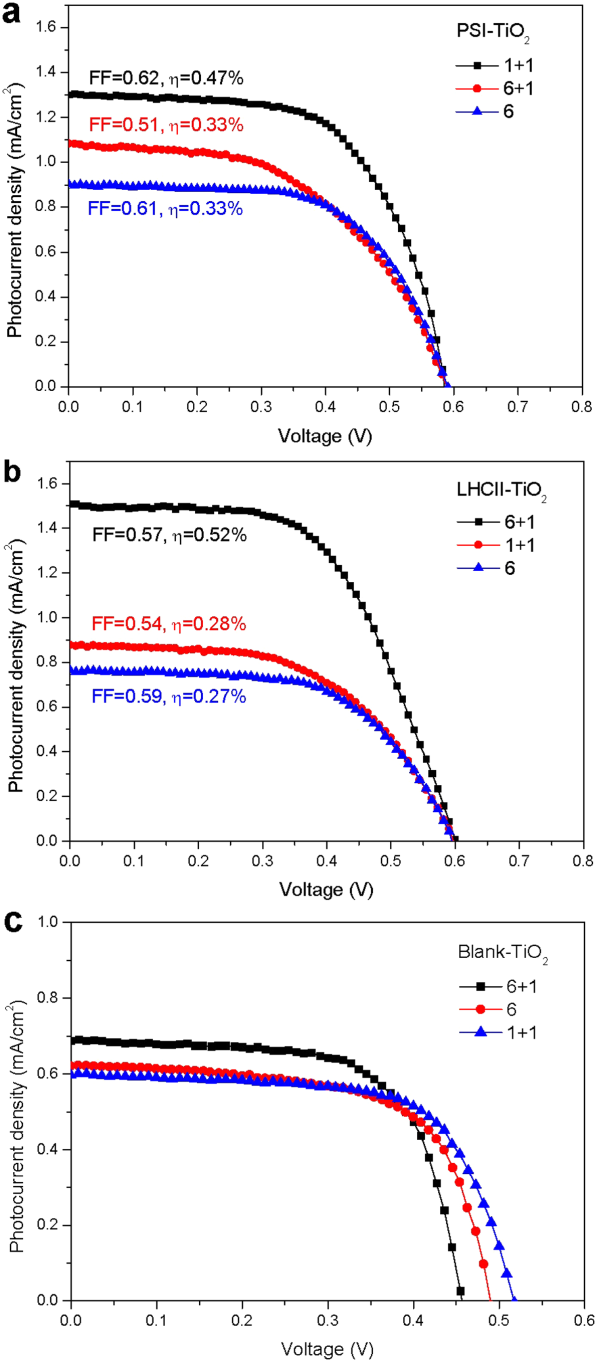 a
PSI-TiO₂
1+1
6+1
6
FF=0.62, η=0.47%
FF=0.51, η=0.33%
FF=0.61, η=0.33%
Photocurrent density (mA/cm²)
1.6
1.4
1.2
1.0
0.8
0.6
0.4
0.2
0.0
0.0 0.1 0.2 0.3 0.4 0.5 0.6 0.7 0.8
Voltage (V)
b
LHCII-TiO₂
6+1
1+1
6
FF=0.57, η=0.52%
FF=0.54, η=0.28%
FF=0.59, η=0.27%
Photocurrent density (mA/cm²)
1.6
1.4
1.2
1.0
0.8
0.6
0.4
0.2
0.0
0.0 0.1 0.2 0.3 0.4 0.5 0.6 0.7 0.8
Voltage (V)
c
Blank-TiO₂
6+1
6
1+1
Photocurrent density (mA/cm²)
1.0
0.8
0.6
0.4
0.2
0.0
0.0 0.1 0.2 0.3 0.4 0.5 0.6
Voltage (V)